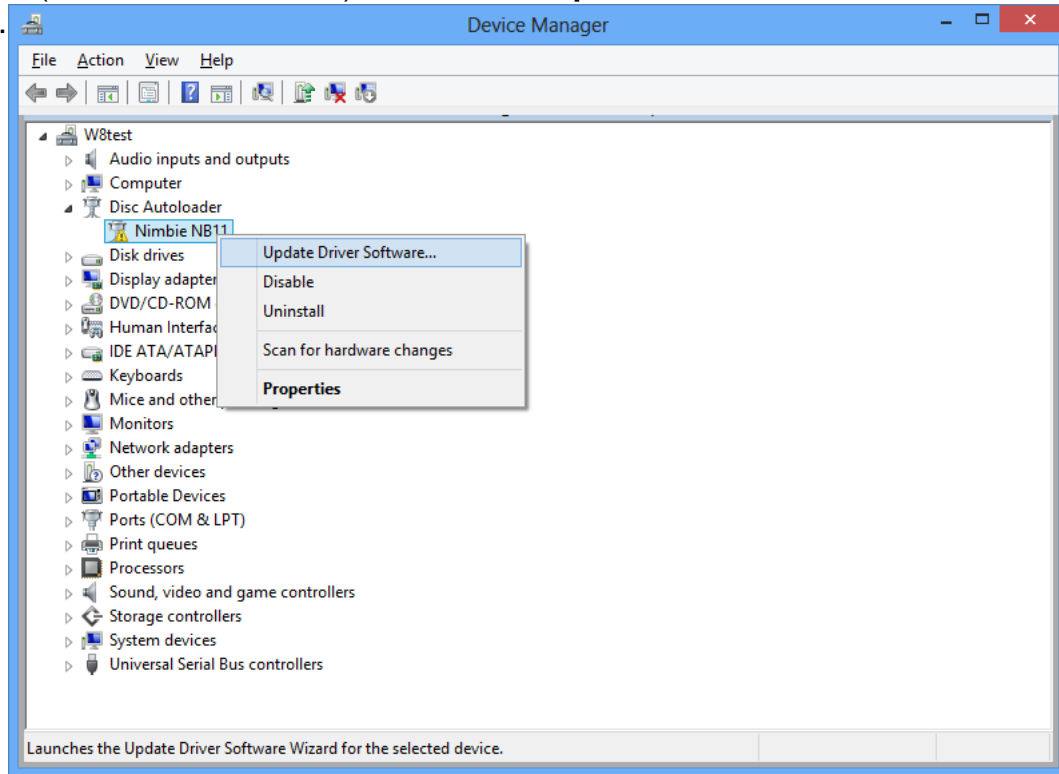 Device Manager
File Action View Help
W8test
Audio inputs and outputs
Computer
Disc Autoloader
Nimbie NB11
Update Driver Software...
Disk drives
Display adapter
Disable
DVD/CD-ROM
Uninstall
Human Interfac
IDE ATA/ATAPI
Scan for hardware changes
Keyboards
Properties
Mice and other
Monitors
Network adapters
Other devices
Portable Devices
Ports (COM & LPT)
Print queues
Processors
Sound, video and game controllers
Storage controllers
System devices
Universal Serial Bus controllers
Launches the Update Driver Software Wizard for the selected device.